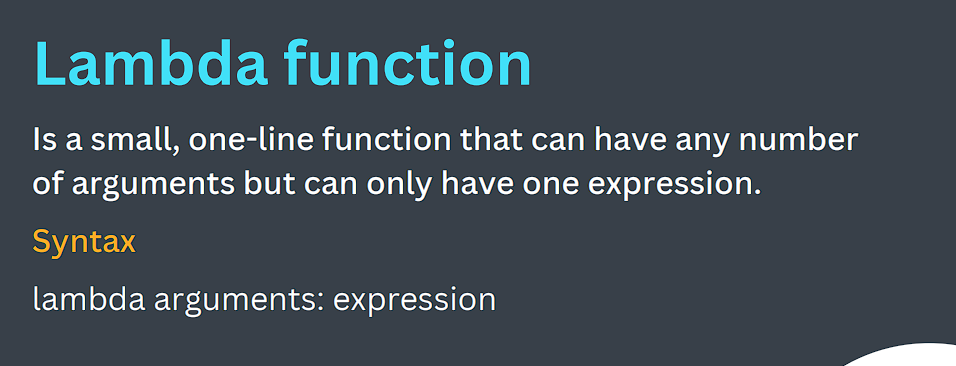 Lambda function
Is a small, one-line function that can have any number
of arguments but can only have one expression.
Syntax
lambda arguments: expression